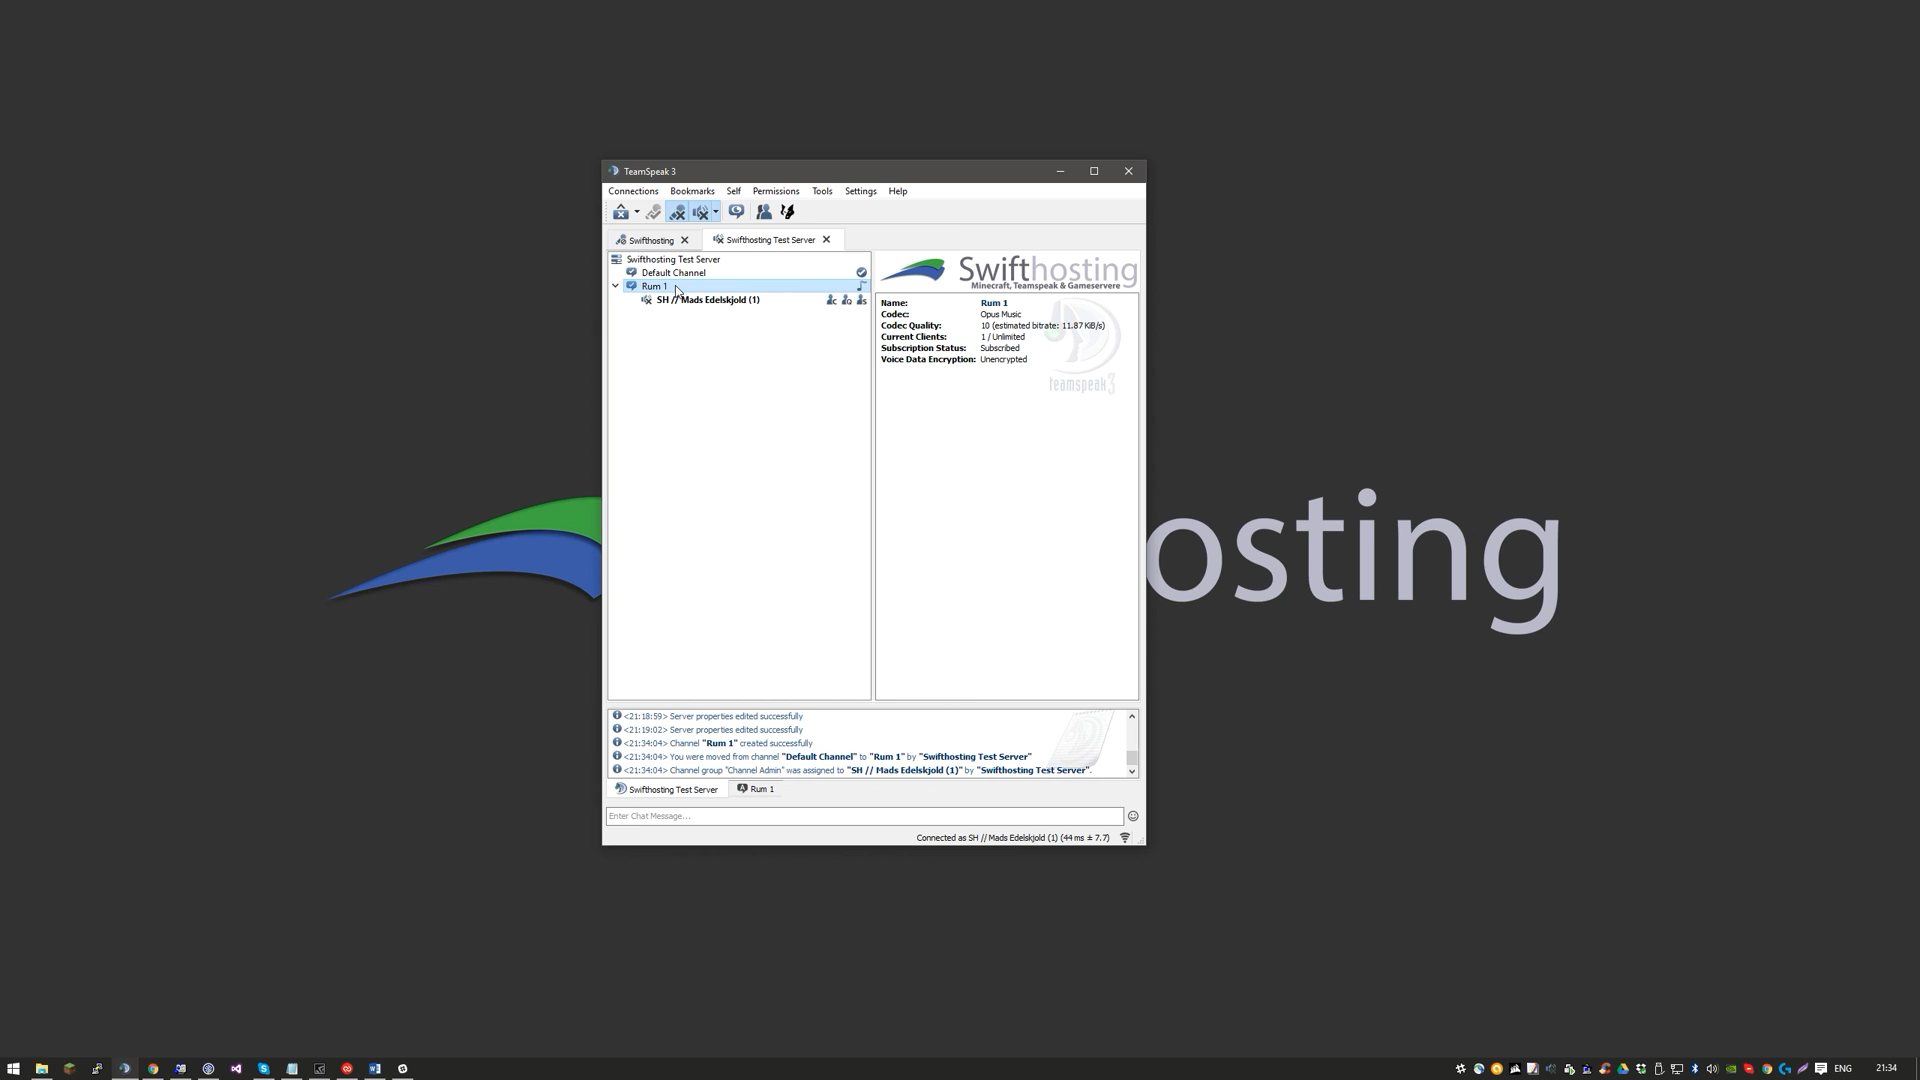 TeamSpeak 3
Connections Bookmarks Self Permissions Tools Settings Help
Swifthosting Swifthosting Test Server
Swifthosting Test Server
Default Channel
Rum 1
SH // Mads Edelskjold (1)
Swifthosting
Minecraft, Teamspeak & Gameservere
Name: Rum 1
Codec: Opus Music
Codec Quality: 10 (estimated bitrate: 11.87 KiB/s)
Current Clients: 1 / Unlimited
Subscription Status: Subscribed
Voice Data Encryption: Unencrypted
teamspeak 3
<21:18:59> Server properties edited successfully
<21:19:02> Server properties edited successfully
<21:34:04> Channel "Rum 1" created successfully
<21:34:04> You were moved from channel "Default Channel" to "Rum 1" by "Swifthosting Test Server"
<21:34:04> Channel group "Channel Admin" was assigned to "SH // Mads Edelskjold (1)" by "Swifthosting Test Server".
Swifthosting Test Server Rum 1
Enter Chat Message...
Connected as SH // Mads Edelskjold (1) (44 ms ± 7.7)
osting
ENG 21:34